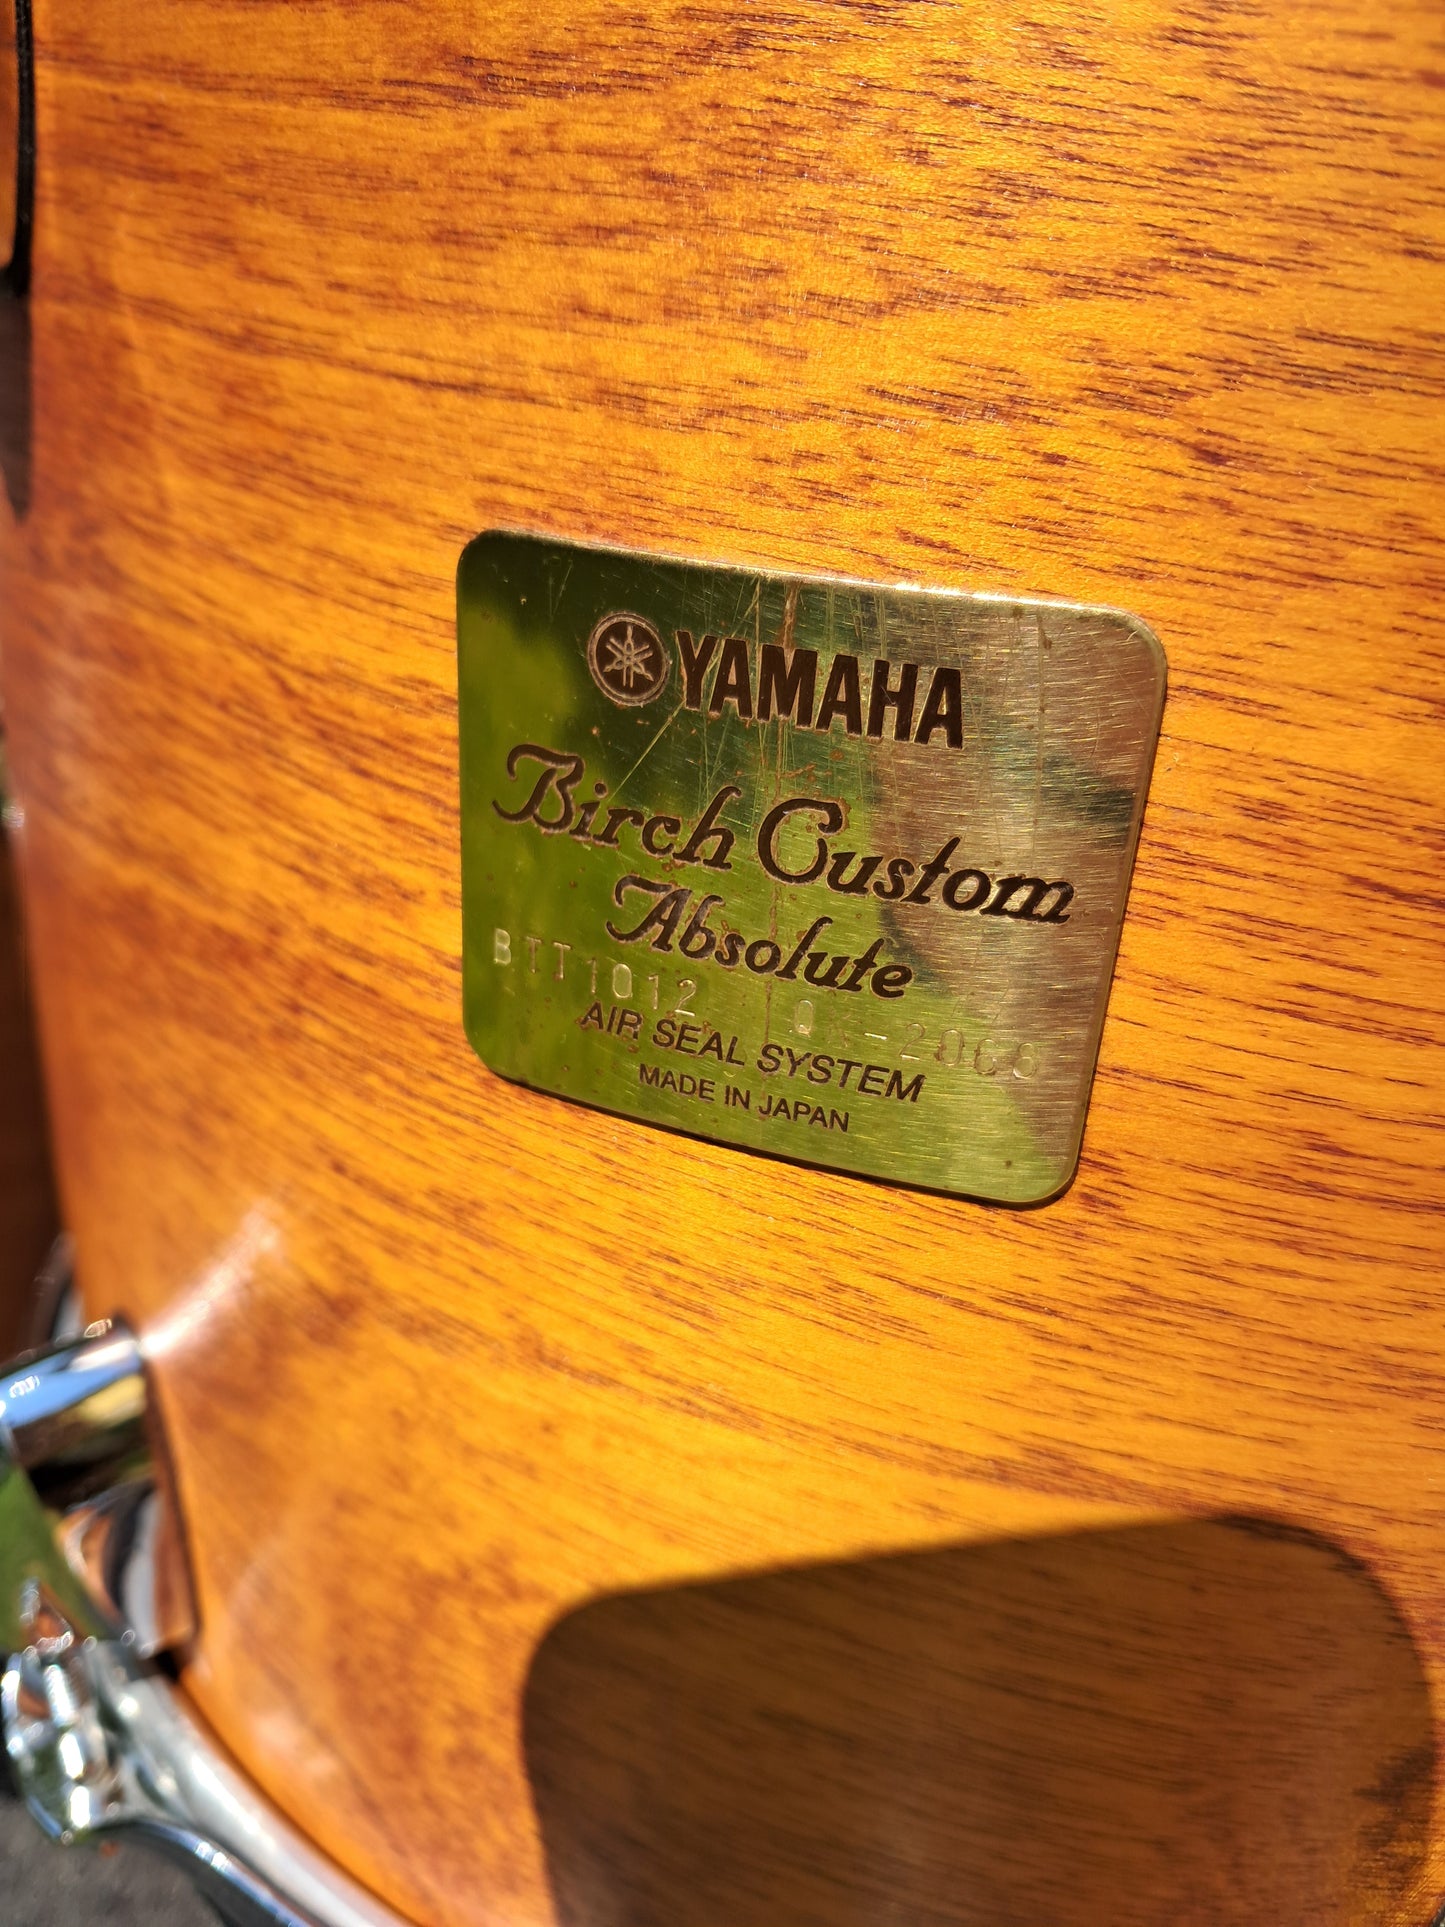 YAMAHA
Birch Custom
Absolute
BTT1012
AIR SEAL SYSTEM
MADE IN JAPAN